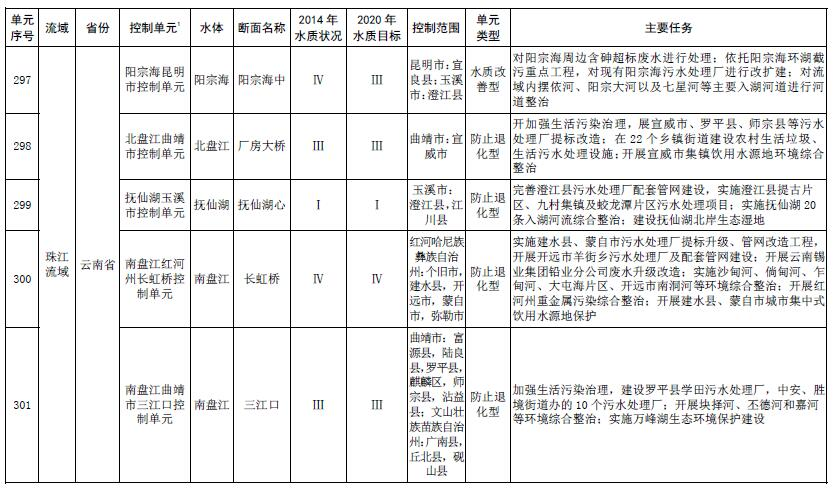 单元序号 流域 省份 控制单元¹ 水体 断面名称 2014 年水质状况 2020 年水质目标 控制范围 单元类型 主要任务
珠江流域
云南省
297 阳宗海昆明市控制单元 阳宗海 阳宗海中 Ⅳ Ⅲ
昆明市：宜
良县；玉溪
市：澄江县
水质改善型
对阳宗海周边含砷超标废水进行处理；依托阳宗海环湖截
污重点工程，对现有阳宗海污水处理厂进行改扩建；对流
域内摆依河、阳宗大河以及七星河等主要入湖河道进行河
道整治
298 北盘江曲靖市控制单元 北盘江 厂房大桥 Ⅲ Ⅲ
曲靖市：宣
威市
防止退化型
开加强生活污染治理，展宣威市、罗平县、师宗县等污水
处理厂提标改造；在 22 个乡镇街道建设农村生活垃圾、
生活污水处理设施；开展宣威市集镇饮用水源地环境综合
整治
299 抚仙湖玉溪市控制单元 抚仙湖 抚仙湖心 Ⅰ Ⅰ
玉溪市：
澄江县，江
川县
防止退化型
完善澄江县污水处理厂配套管网建设，实施澄江县提古片
区、九村集镇及蛟龙潭片区污水处理项目；实施抚仙湖 20
条入湖河流综合整治；建设抚仙湖北岸生态湿地
300 南盘江红河州长虹桥控制单元 南盘江 长虹桥 Ⅳ Ⅳ
红河哈尼族
彝族自治
州：个旧市，
建水县，开
远市，蒙自
市，弥勒市
防止退化型
实施建水县、蒙自市污水处理厂提标升级、管网改造工程，
开展开远市羊街乡污水处理厂及配套管网建设；开展云南锡
业集团铅业分公司废水升级改造；实施沙甸河、倘甸河、乍
甸河、大屯海片区、开远市南洞河等环境综合整治；开展红
河州重金属污染综合整治；开展建水县、蒙自市城市集中式
饮用水源地保护
301 南盘江曲靖市三江口控制单元 南盘江 三江口 Ⅲ Ⅲ
曲靖市：富
源县，陆良
县，罗平县，
麒麟区，师
宗县，沾益
县；文山壮
族苗族自治
州：广南县，
丘北县，砚
山县
防止退化型
加强生活污染治理，建设罗平县学田污水处理厂，中安、胜
境街道办的 10 个污水处理厂；开展块择河、丕德河和嘉河
等环境综合整治；实施万峰湖生态环境保护建设